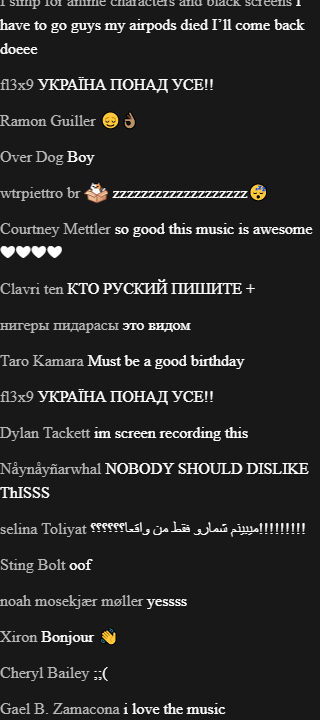 I simp for anime characters and black screens I
have to go guys my airpods died I’ll come back
doeee
fl3x9 УКРАЇНА ПОНАД УСЕ!!
Ramon Guiller 😌👌🏾
Over Dog Boy
wtrpiettro br zzzzzzzzzzzzzzzzzzz😴
Courtney Mettler so good this music is awesome
🤍🤍🤍🤍
Clavri ten КТО РУСКИЙ ПИШИТЕ +
нигеры пидарасы это видом
Taro Kamara Must be a good birthday
fl3x9 УКРАЇНА ПОНАД УСЕ!!
Dylan Tackett im screen recording this
Nåynåyñarwhal NOBODY SHOULD DISLIKE
ThISSS
selina Toliyat میبینم شمارو فقط من واقعا؟؟؟؟؟؟!!!!!!!!!
Sting Bolt oof
noah mosekjær møller yessss
Xiron Bonjour 👋
Cheryl Bailey ;;(
Gael B. Zamacona i love the music